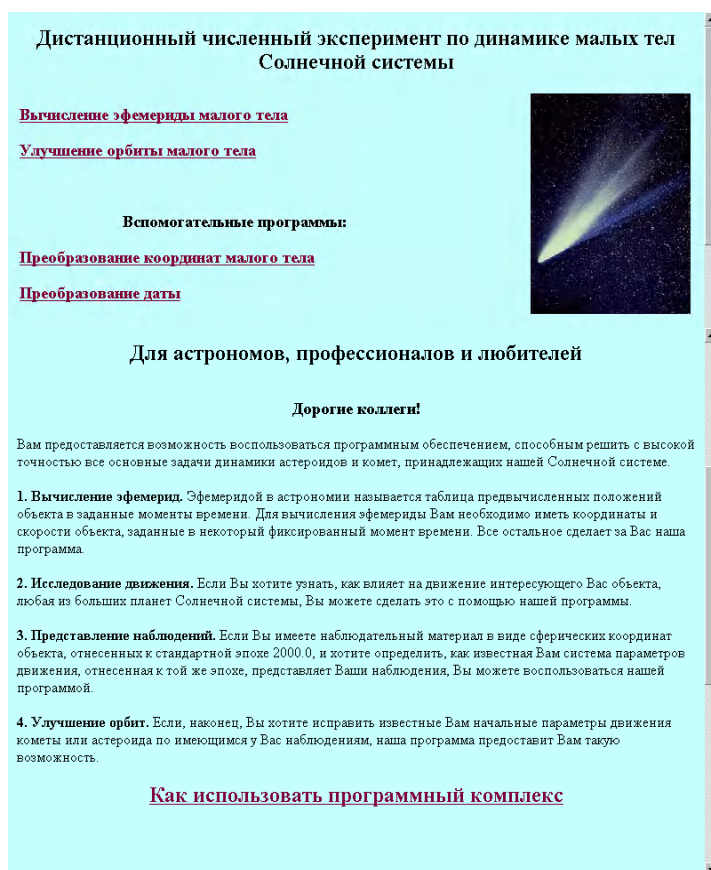 Дистанционный численный эксперимент по динамике малых тел
Солнечной системы
Вычисление эфемериды малого тела
Улучшение орбиты малого тела
Вспомогательные программы:
Преобразование координат малого тела
Преобразование даты
Для астрономов, профессионалов и любителей
Дорогие коллеги!
Вам предоставляется возможность воспользоваться программным обеспечением, способным решить с высокой
точностью все основные задачи динамики астероидов и комет, принадлежащих нашей Солнечной системе.
1. Вычисление эфемерид. Эфемеридой в астрономии называется таблица предвычисленных положений
объекта в заданные моменты времени. Для вычисления эфемериды Вам необходимо иметь координаты и
скорости объекта, заданные в некоторый фиксированный момент времени. Все остальное сделает за Вас наша
программа.
2. Исследование движения. Если Вы хотите узнать, как влияет на движение интересующего Вас объекта,
любая из больших планет Солнечной системы, Вы можете сделать это с помощью нашей программы.
3. Представление наблюдений. Если Вы имеете наблюдательный материал в виде сферических координат
объекта, отнесенных к стандартной эпохе 2000.0, и хотите определить, как известная Вам система параметров
движения, отнесенная к той же эпохе, представляет Ваши наблюдения, Вы можете воспользоваться нашей
программой.
4. Улучшение орбит. Если, наконец, Вы хотите исправить известные Вам начальные параметры движения
кометы или астероида по имеющимся у Вас наблюдениям, наша программа предоставит Вам такую
возможность.
Как использовать программный комплекс